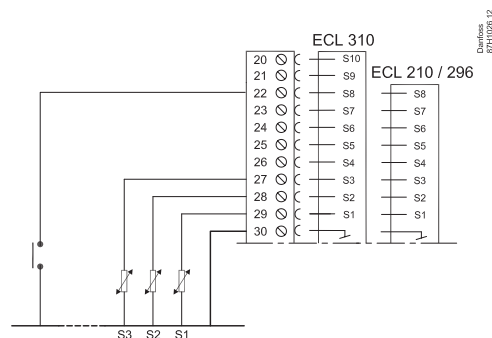 Danfoss
87H1026.12
ECL 310
ECL 210 / 296
20 S10
21 S9
22 S8 S8
23 S7 S7
24 S6 S6
25 S5 S5
26 S4 S4
27 S3 S3
28 S2 S2
29 S1 S1
30
S3 S2 S1